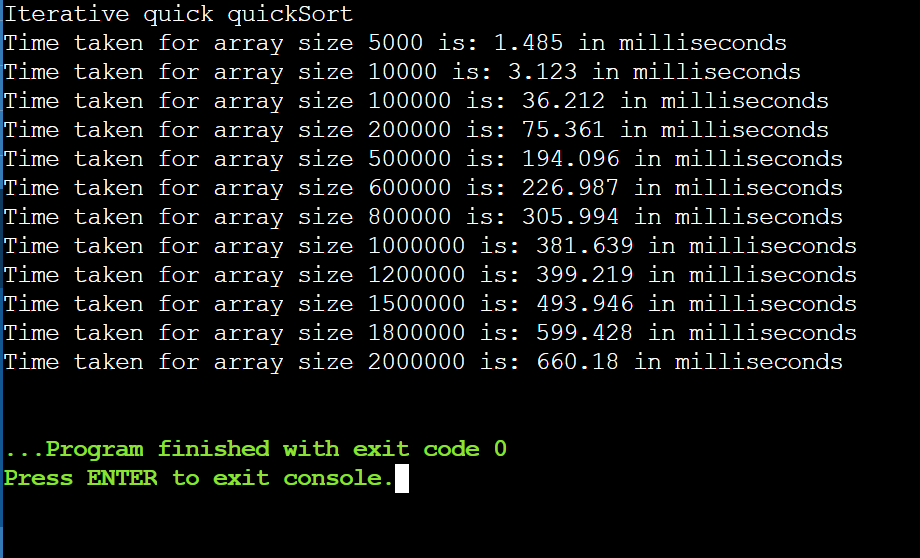 Iterative quick quickSort
Time taken for array size 5000 is: 1.485 in milliseconds
Time taken for array size 10000 is: 3.123 in milliseconds
Time taken for array size 100000 is: 36.212 in milliseconds
Time taken for array size 200000 is: 75.361 in milliseconds
Time taken for array size 500000 is: 194.096 in milliseconds
Time taken for array size 600000 is: 226.987 in milliseconds
Time taken for array size 800000 is: 305.994 in milliseconds
Time taken for array size 1000000 is: 381.639 in milliseconds
Time taken for array size 1200000 is: 399.219 in milliseconds
Time taken for array size 1500000 is: 493.946 in milliseconds
Time taken for array size 1800000 is: 599.428 in milliseconds
Time taken for array size 2000000 is: 660.18 in milliseconds
...Program finished with exit code 0
Press ENTER to exit console.